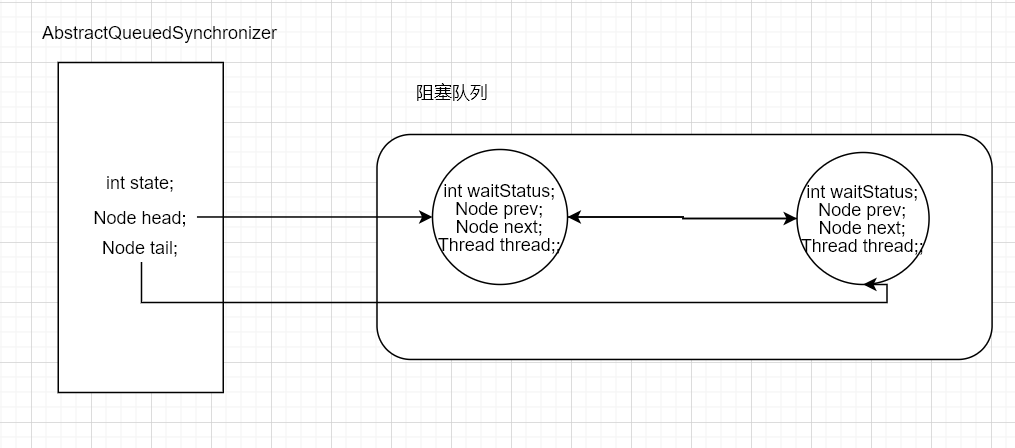 AbstractQueuedSynchronizer
阻塞队列
int state;
Node head;
Node tail;
int waitStatus;
Node prev;
Node next;
Thread thread;;
int waitStatus;
Node prev;
Node next;
Thread thread;;